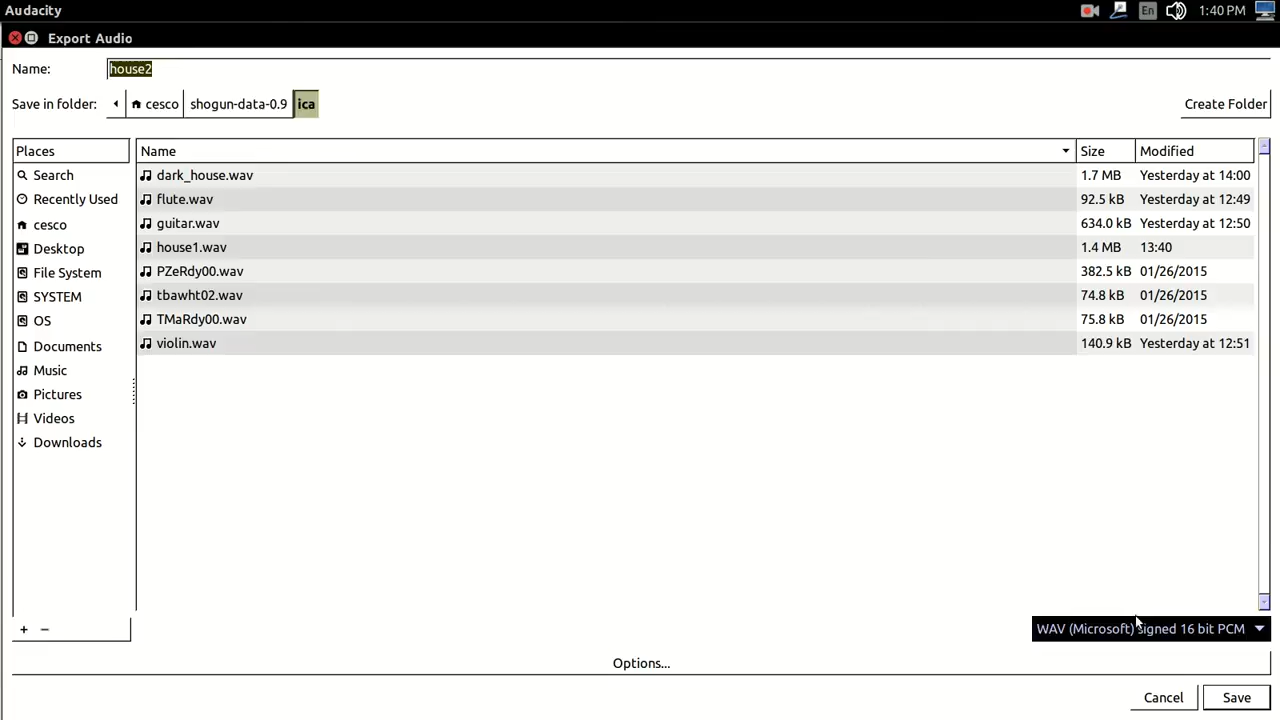 Audacity En 1:40 PM
Export Audio
Name: house2
Save in folder: cesco shogun-data-0.9 ica Create Folder
Places Name Size Modified
Search dark_house.wav 1.7 MB Yesterday at 14:00
Recently Used flute.wav 92.5 kB Yesterday at 12:49
cesco guitar.wav 634.0 kB Yesterday at 12:50
Desktop house1.wav 1.4 MB 13:40
File System PZeRdy00.wav 382.5 kB 01/26/2015
SYSTEM tbawht02.wav 74.8 kB 01/26/2015
OS TMaRdy00.wav 75.8 kB 01/26/2015
Documents violin.wav 140.9 kB Yesterday at 12:51
Music
Pictures
Videos
Downloads
+ − WAV (Microsoft) signed 16 bit PCM
Options...
Cancel Save